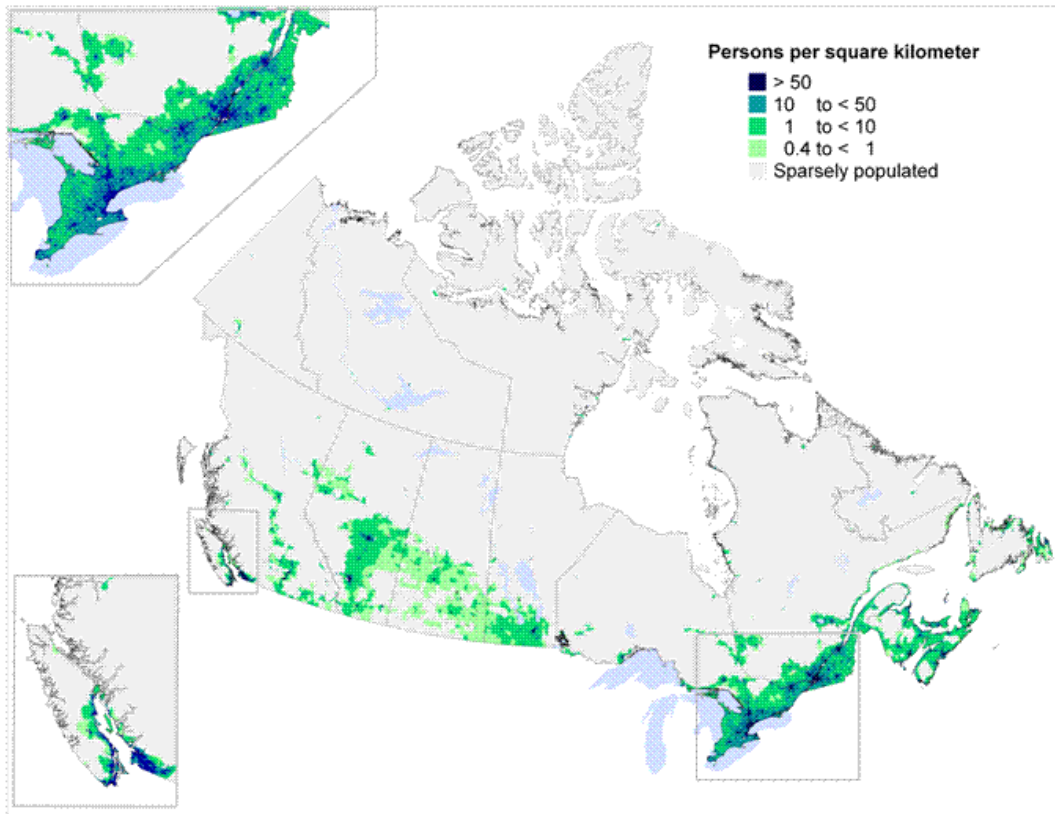 Persons per square kilometer
> 50
10 to < 50
1 to < 10
0.4 to < 1
Sparsely populated